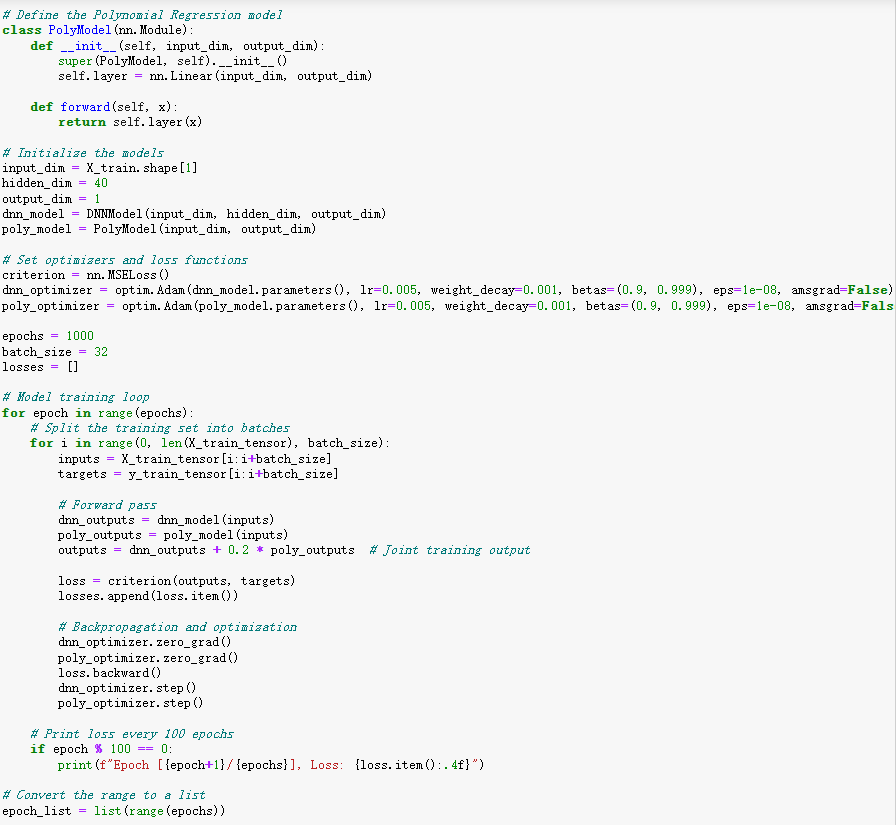 # Define the Polynomial Regression model
class PolyModel(nn.Module):
    def __init__(self, input_dim, output_dim):
        super(PolyModel, self).__init__()
        self.layer = nn.Linear(input_dim, output_dim)

    def forward(self, x):
        return self.layer(x)

# Initialize the models
input_dim = X_train.shape[1]
hidden_dim = 40
output_dim = 1
dnn_model = DNNModel(input_dim, hidden_dim, output_dim)
poly_model = PolyModel(input_dim, output_dim)

# Set optimizers and loss functions
criterion = nn.MSELoss()
dnn_optimizer = optim.Adam(dnn_model.parameters(), lr=0.005, weight_decay=0.001, betas=(0.9, 0.999), eps=1e-08, amsgrad=False)
poly_optimizer = optim.Adam(poly_model.parameters(), lr=0.005, weight_decay=0.001, betas=(0.9, 0.999), eps=1e-08, amsgrad=Fals

epochs = 1000
batch_size = 32
losses = []

# Model training loop
for epoch in range(epochs):
    # Split the training set into batches
    for i in range(0, len(X_train_tensor), batch_size):
        inputs = X_train_tensor[i:i+batch_size]
        targets = y_train_tensor[i:i+batch_size]

        # Forward pass
        dnn_outputs = dnn_model(inputs)
        poly_outputs = poly_model(inputs)
        outputs = dnn_outputs + 0.2 * poly_outputs  # Joint training output

        loss = criterion(outputs, targets)
        losses.append(loss.item())

        # Backpropagation and optimization
        dnn_optimizer.zero_grad()
        poly_optimizer.zero_grad()
        loss.backward()
        dnn_optimizer.step()
        poly_optimizer.step()

    # Print loss every 100 epochs
    if epoch % 100 == 0:
        print(f"Epoch [{epoch+1}/{epochs}], Loss: {loss.item():.4f}")

# Convert the range to a list
epoch_list = list(range(epochs))